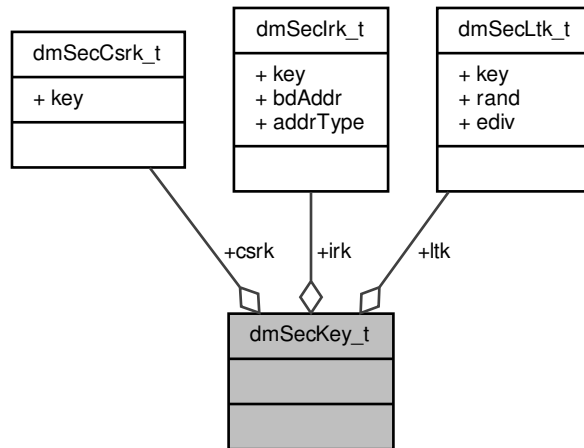 dmSecCsrk_t
+ key
dmSecIrk_t
+ key
+ bdAddr
+ addrType
dmSecLtk_t
+ key
+ rand
+ ediv
+csrk
+irk
+ltk
dmSecKey_t